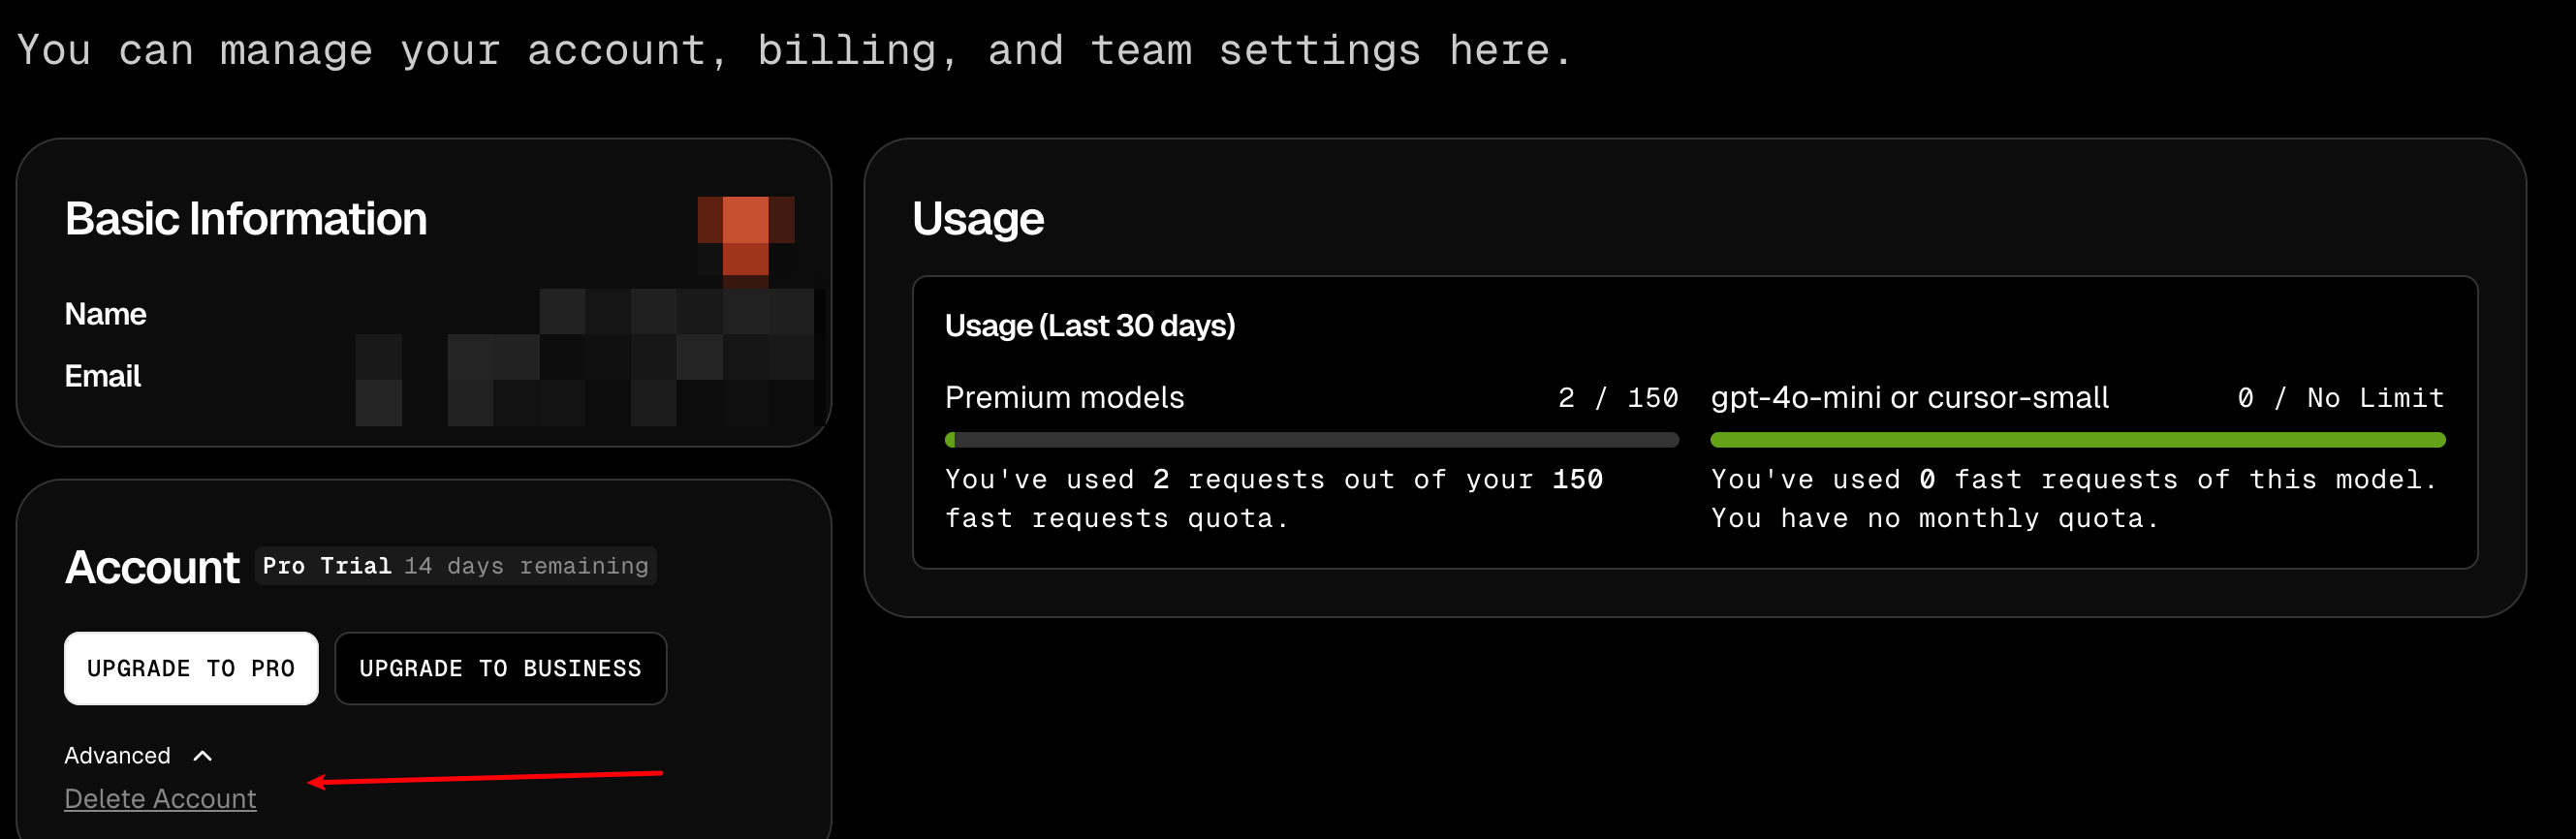 You can manage your account, billing, and team settings here.
Basic Information
Name
Email
Account Pro Trial 14 days remaining
UPGRADE TO PRO UPGRADE TO BUSINESS
Advanced
Delete Account
Usage
Usage (Last 30 days)
Premium models 2 / 150
You've used 2 requests out of your 150
fast requests quota.
gpt-4o-mini or cursor-small 0 / No Limit
You've used 0 fast requests of this model.
You have no monthly quota.